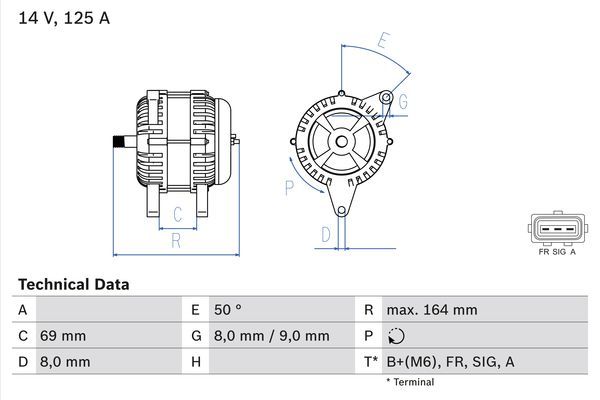 14 V, 125 A
E
G
P
C
D
R
FR SIG A
Technical Data
A E 50 ° R max. 164 mm
C 69 mm G 8,0 mm / 9,0 mm P
D 8,0 mm H T* B+(M6), FR, SIG, A
* Terminal